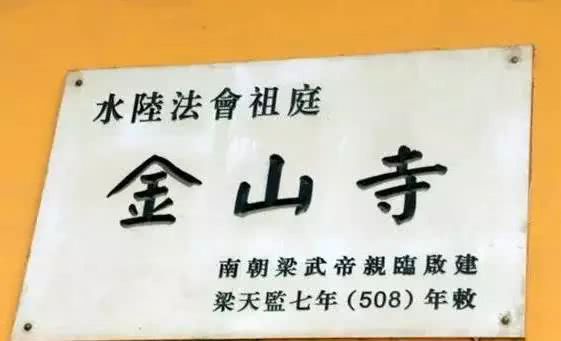 水陸法會祖庭
金山寺
南朝梁武帝親臨啟建
梁天監七年(508)年敕